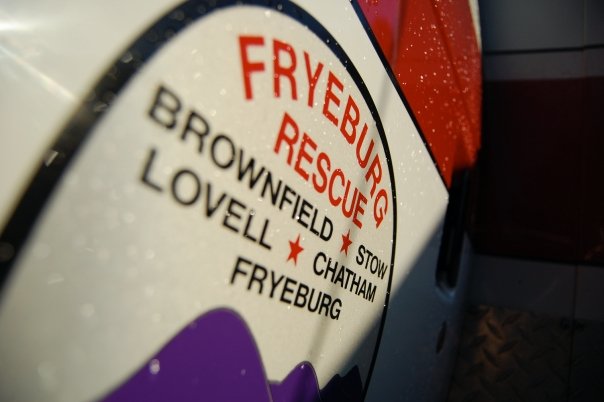 FRYEBURG
RESCUE
BROWNFIELD ★ STOW
LOVELL ★ CHATHAM
FRYEBURG